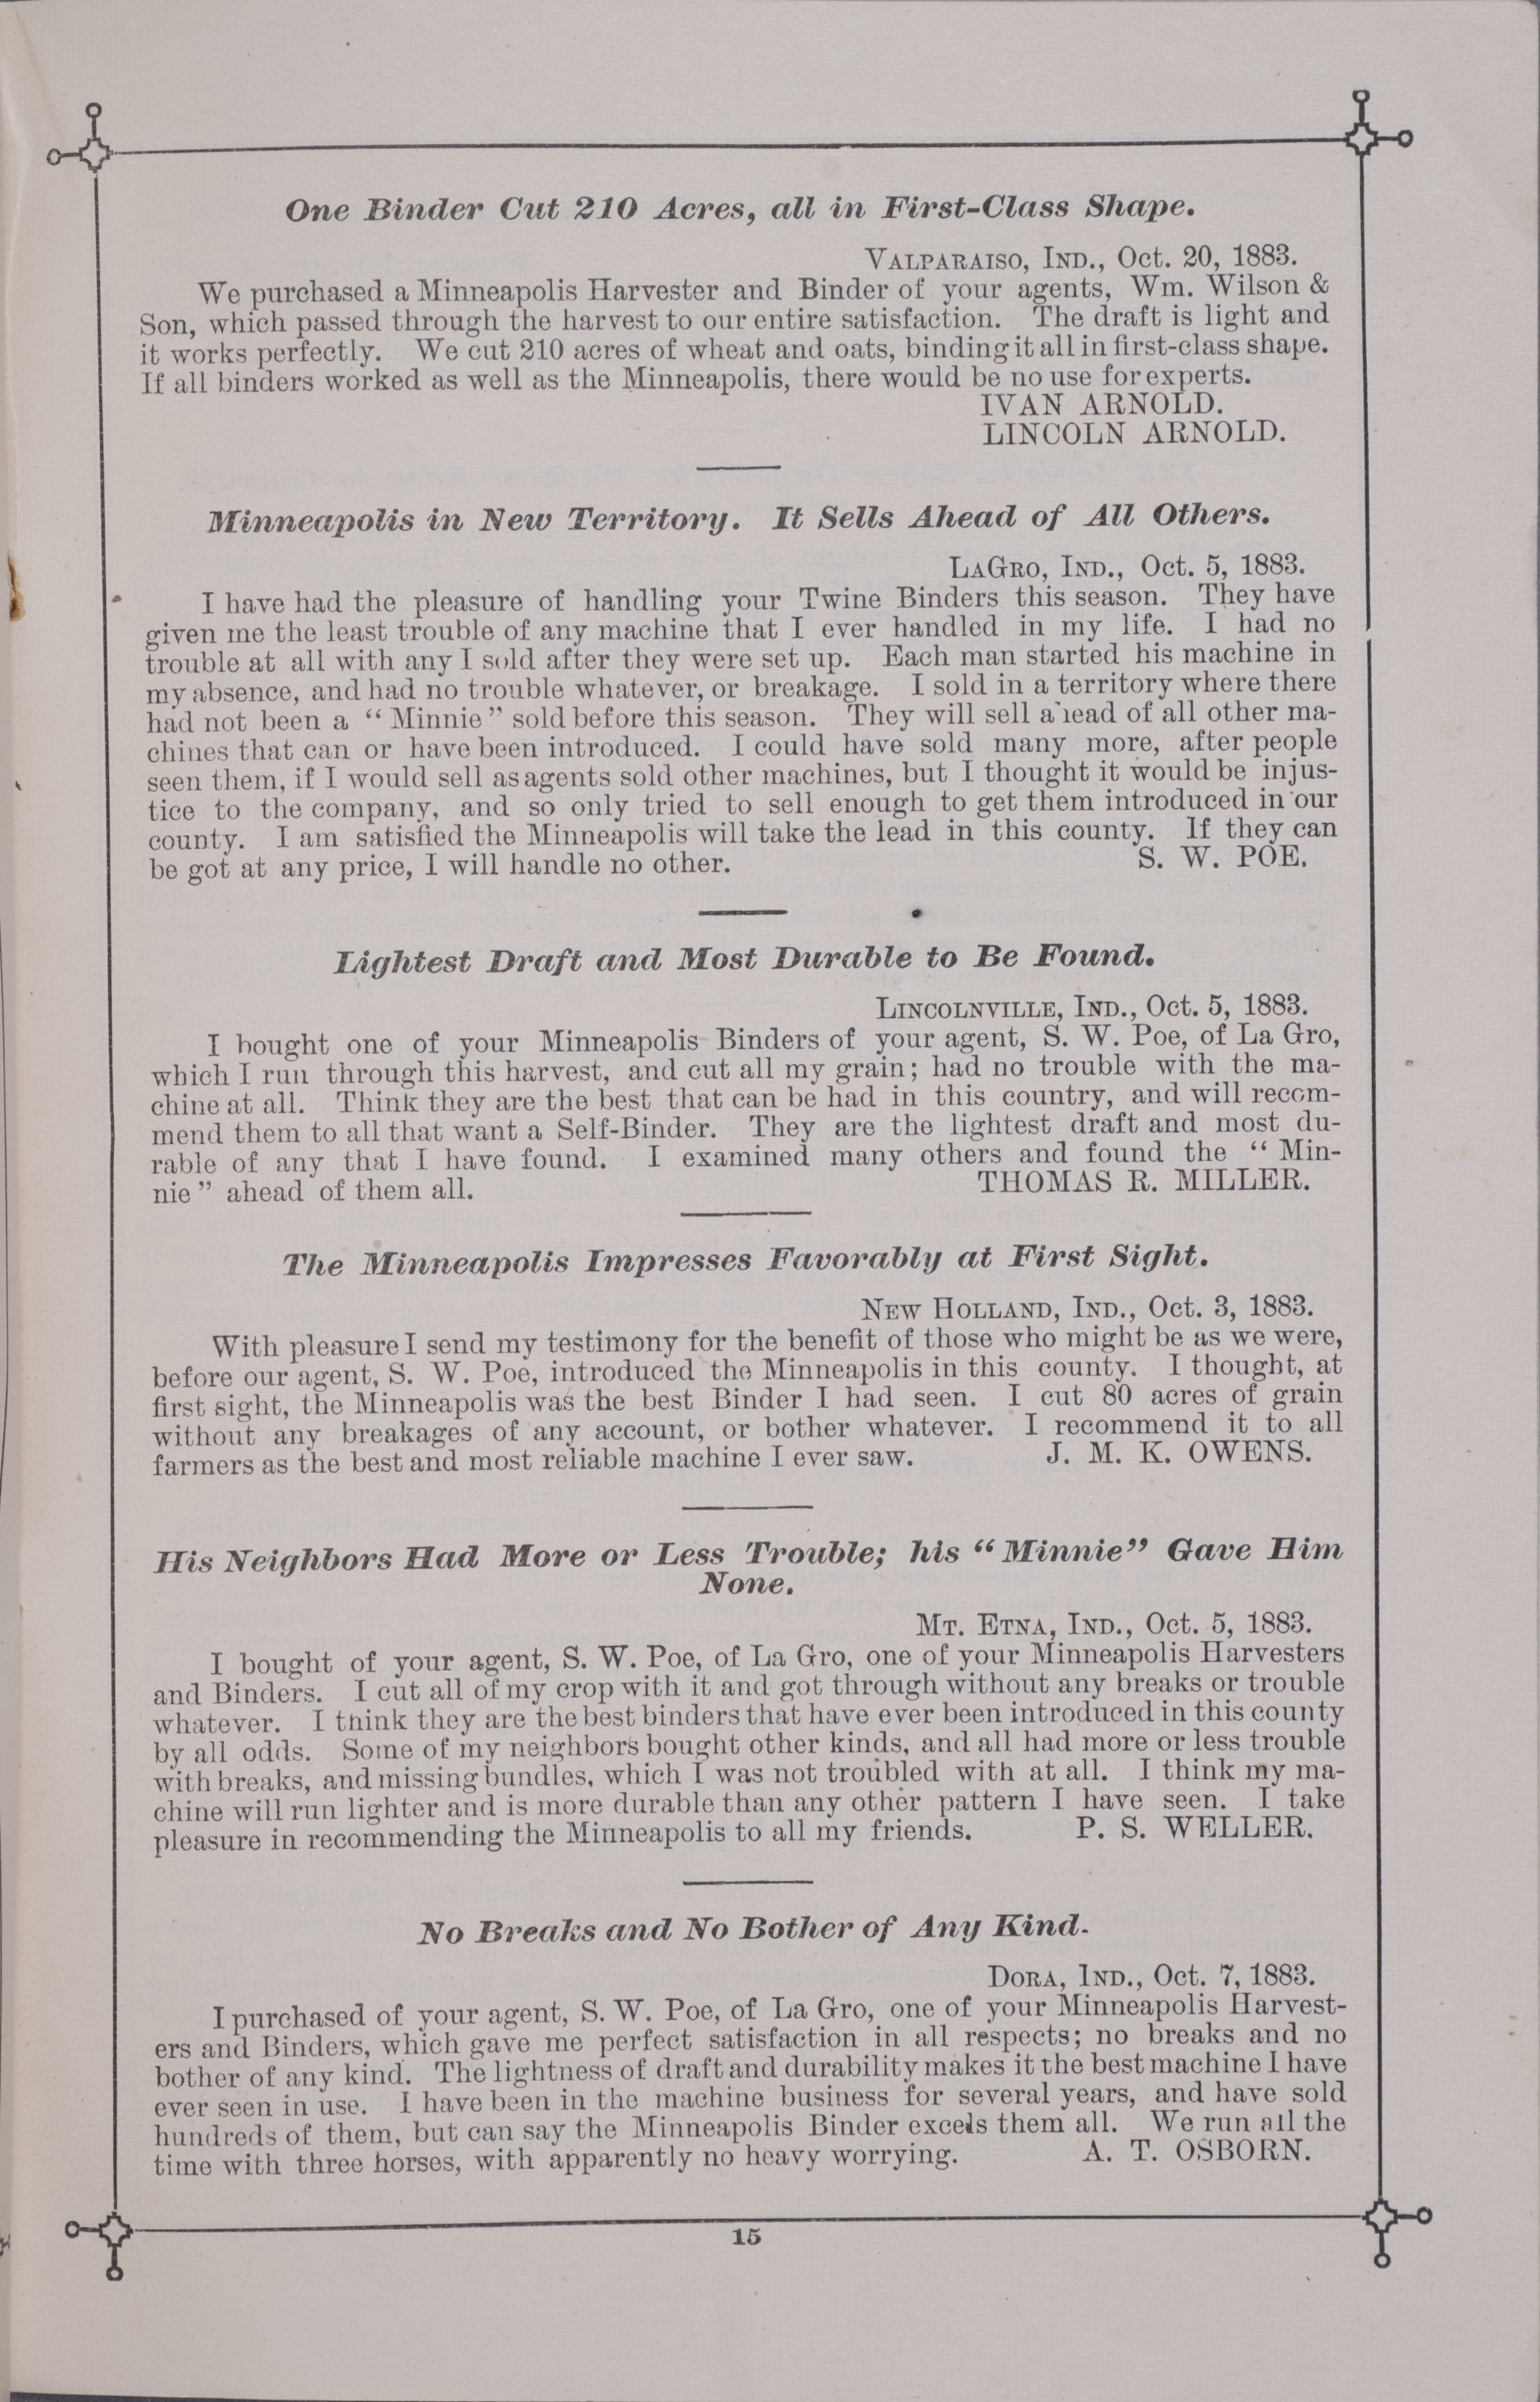 One Binder Cut 210 Acres, all in First-Class Shape.
VALPARAISO, IND., Oct. 20, 1883.
We purchased a Minneapolis Harvester and Binder of your agents, Wm. Wilson &
Son, which passed through the harvest to our entire satisfaction. The draft is light and
it works perfectly. We cut 210 acres of wheat and oats, binding it all in first-class shape.
If all binders worked as well as the Minneapolis, there would be no use for experts.
IVAN ARNOLD.
LINCOLN ARNOLD.
Minneapolis in New Territory. It Sells Ahead of All Others.
LAGRO, IND., Oct. 5, 1883.
I have had the pleasure of handling your Twine Binders this season. They have
given me the least trouble of any machine that I ever handled in my life. I had no
trouble at all with any I sold after they were set up. Each man started his machine in
my absence, and had no trouble whatever, or breakage. I sold in a territory where there
had not been a “Minnie” sold before this season. They will sell ahead of all other ma-
chines that can or have been introduced. I could have sold many more, after people
seen them, if I would sell as agents sold other machines, but I thought it would be injus-
tice to the company, and so only tried to sell enough to get them introduced in our
county. I am satisfied the Minneapolis will take the lead in this county. If they can
be got at any price, I will handle no other. S. W. POE.
Lightest Draft and Most Durable to Be Found.
LINCOLNVILLE, IND., Oct. 5, 1883.
I bought one of your Minneapolis Binders of your agent, S. W. Poe, of La Gro,
which I run through this harvest, and cut all my grain; had no trouble with the ma-
chine at all. Think they are the best that can be had in this country, and will recom-
mend them to all that want a Self-Binder. They are the lightest draft and most du-
rable of any that I have found. I examined many others and found the “Min-
nie” ahead of them all. THOMAS R. MILLER.
The Minneapolis Impresses Favorably at First Sight.
NEW HOLLAND, IND., Oct. 3, 1883.
With pleasure I send my testimony for the benefit of those who might be as we were,
before our agent, S. W. Poe, introduced the Minneapolis in this county. I thought, at
first sight, the Minneapolis was the best Binder I had seen. I cut 80 acres of grain
without any breakages of any account, or bother whatever. I recommend it to all
farmers as the best and most reliable machine I ever saw. J. M. K. OWENS.
His Neighbors Had More or Less Trouble; his “Minnie” Gave Him
None.
MT. ETNA, IND., Oct. 5, 1883.
I bought of your agent, S. W. Poe, of La Gro, one of your Minneapolis Harvesters
and Binders. I cut all of my crop with it and got through without any breaks or trouble
whatever. I think they are the best binders that have ever been introduced in this county
by all odds. Some of my neighbors bought other kinds, and all had more or less trouble
with breaks, and missing bundles, which I was not troubled with at all. I think my ma-
chine will run lighter and is more durable than any other pattern I have seen. I take
pleasure in recommending the Minneapolis to all my friends. P. S. WELLER.
No Breaks and No Bother of Any Kind.
DORA, IND., Oct. 7, 1883.
I purchased of your agent, S. W. Poe, of La Gro, one of your Minneapolis Harvest-
ers and Binders, which gave me perfect satisfaction in all respects; no breaks and no
bother of any kind. The lightness of draft and durability makes it the best machine I have
ever seen in use. I have been in the machine business for several years, and have sold
hundreds of them, but can say the Minneapolis Binder excels them all. We run all the
time with three horses, with apparently no heavy worrying. A. T. OSBORN.
15